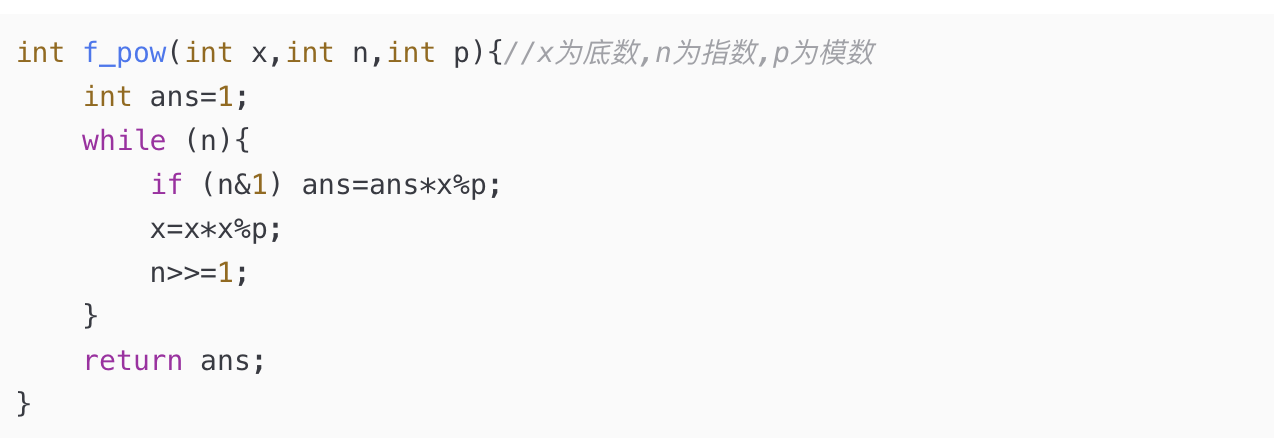 int f_pow(int x,int n,int p){//x为底数,n为指数,p为模数
    int ans=1;
    while (n){
        if (n&1) ans=ans*x%p;
        x=x*x%p;
        n>>=1;
    }
    return ans;
}